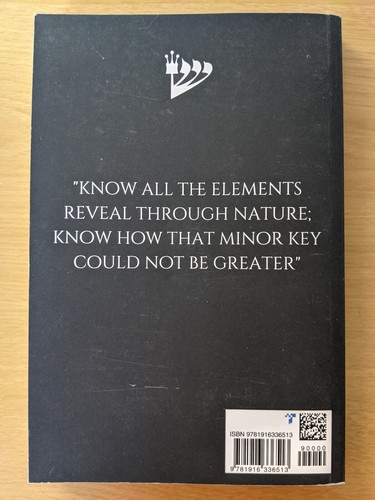 ש
"KNOW ALL THE ELEMENTS
REVEAL THROUGH NATURE;
KNOW HOW THAT MINOR KEY
COULD NOT BE GREATER"
ISBN 9781916336513
90000
9 781916 336513